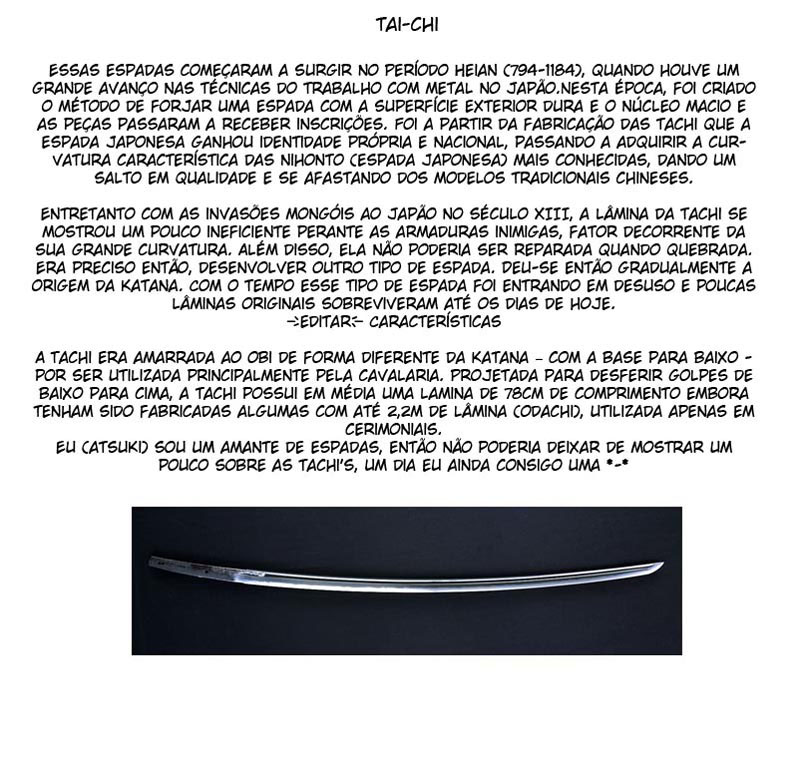 TAI-CHI
ESSAS ESPADAS COMEÇARAM A SURGIR NO PERÍODO HEIAN (794-1184), QUANDO HOUVE UM
GRANDE AVANÇO NAS TÉCNICAS DO TRABALHO COM METAL NO JAPÃO.NESTA ÉPOCA, FOI CRIADO
O MÉTODO DE FORJAR UMA ESPADA COM A SUPERFÍCIE EXTERIOR DURA E O NÚCLEO MACIO E
AS PEÇAS PASSARAM A RECEBER INSCRIÇÕES. FOI A PARTIR DA FABRICAÇÃO DAS TACHI QUE A
ESPADA JAPONESA GANHOU IDENTIDADE PRÓPRIA E NACIONAL, PASSANDO A ADQUIRIR A CUR-
VATURA CARACTERÍSTICA DAS NIHONTO (ESPADA JAPONESA) MAIS CONHECIDAS, DANDO UM
SALTO EM QUALIDADE E SE AFASTANDO DOS MODELOS TRADICIONAIS CHINESES.
ENTRETANTO COM AS INVASÕES MONGÓIS AO JAPÃO NO SÉCULO XIII, A LÂMINA DA TACHI SE
MOSTROU UM POUCO INEFICIENTE PERANTE AS ARMADURAS INIMIGAS, FATOR DECORRENTE DA
SUA GRANDE CURVATURA. ALÉM DISSO, ELA NÃO PODERIA SER REPARADA QUANDO QUEBRADA.
ERA PRECISO ENTÃO, DESENVOLVER OUTRO TIPO DE ESPADA. DEU-SE ENTÃO GRADUALMENTE A
ORIGEM DA KATANA. COM O TEMPO ESSE TIPO DE ESPADA FOI ENTRANDO EM DESUSO E POUCAS
LÂMINAS ORIGINAIS SOBREVIVERAM ATÉ OS DIAS DE HOJE.
->EDITAR:- CARACTERÍSTICAS
A TACHI ERA AMARRADA AO OBI DE FORMA DIFERENTE DA KATANA – COM A BASE PARA BAIXO -
POR SER UTILIZADA PRINCIPALMENTE PELA CAVALARIA. PROJETADA PARA DESFERIR GOLPES DE
BAIXO PARA CIMA, A TACHI POSSUI EM MÉDIA UMA LAMINA DE 78CM DE COMPRIMENTO EMBORA
TENHAM SIDO FABRICADAS ALGUMAS COM ATÉ 2,2M DE LÂMINA (ODACHI), UTILIZADA APENAS EM
CERIMONIAIS.
EU (ATSUKI) SOU UM AMANTE DE ESPADAS, ENTÃO NÃO PODERIA DEIXAR DE MOSTRAR UM
POUCO SOBRE AS TACHI'S, UM DIA EU AINDA CONSIGO UMA *-*